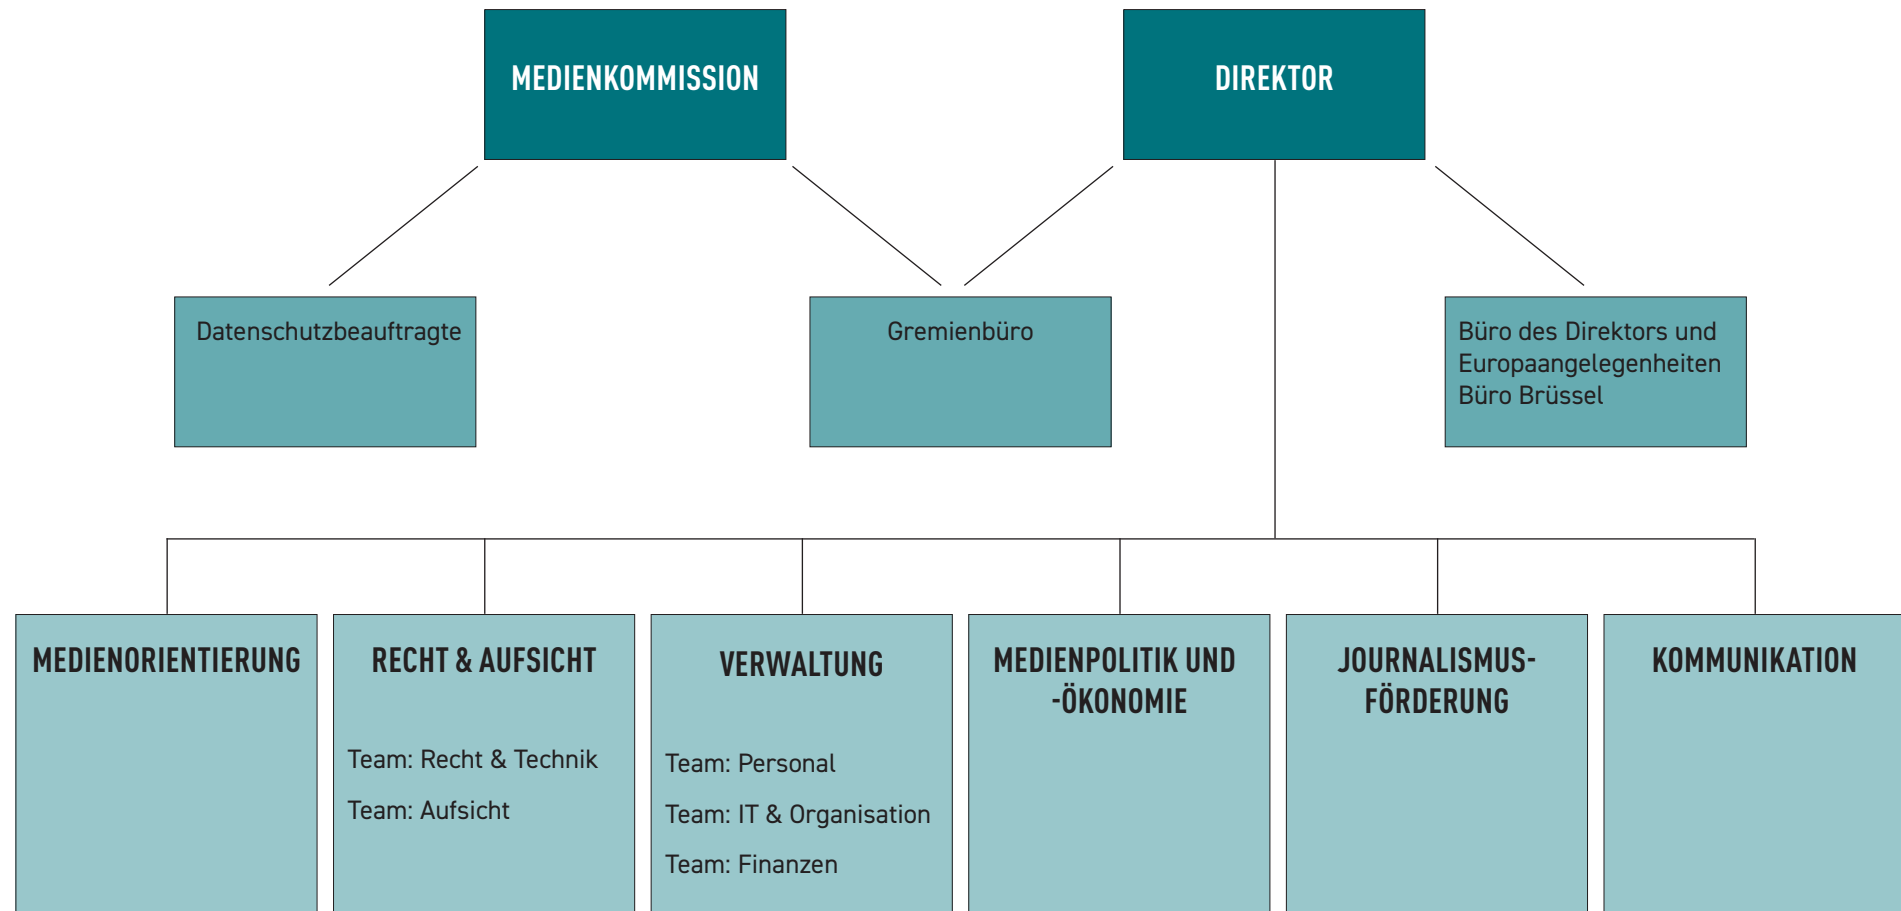 MEDIENKOMMISSION
DIREKTOR
Datenschutzbeauftragte
Gremienbüro
Büro des Direktors und
Europaangelegenheiten
Büro Brüssel
MEDIENORIENTIERUNG
RECHT & AUFSICHT
Team: Recht & Technik
Team: Aufsicht
VERWALTUNG
Team: Personal
Team: IT & Organisation
Team: Finanzen
MEDIENPOLITIK UND
-ÖKONOMIE
JOURNALISMUS-
FÖRDERUNG
KOMMUNIKATION